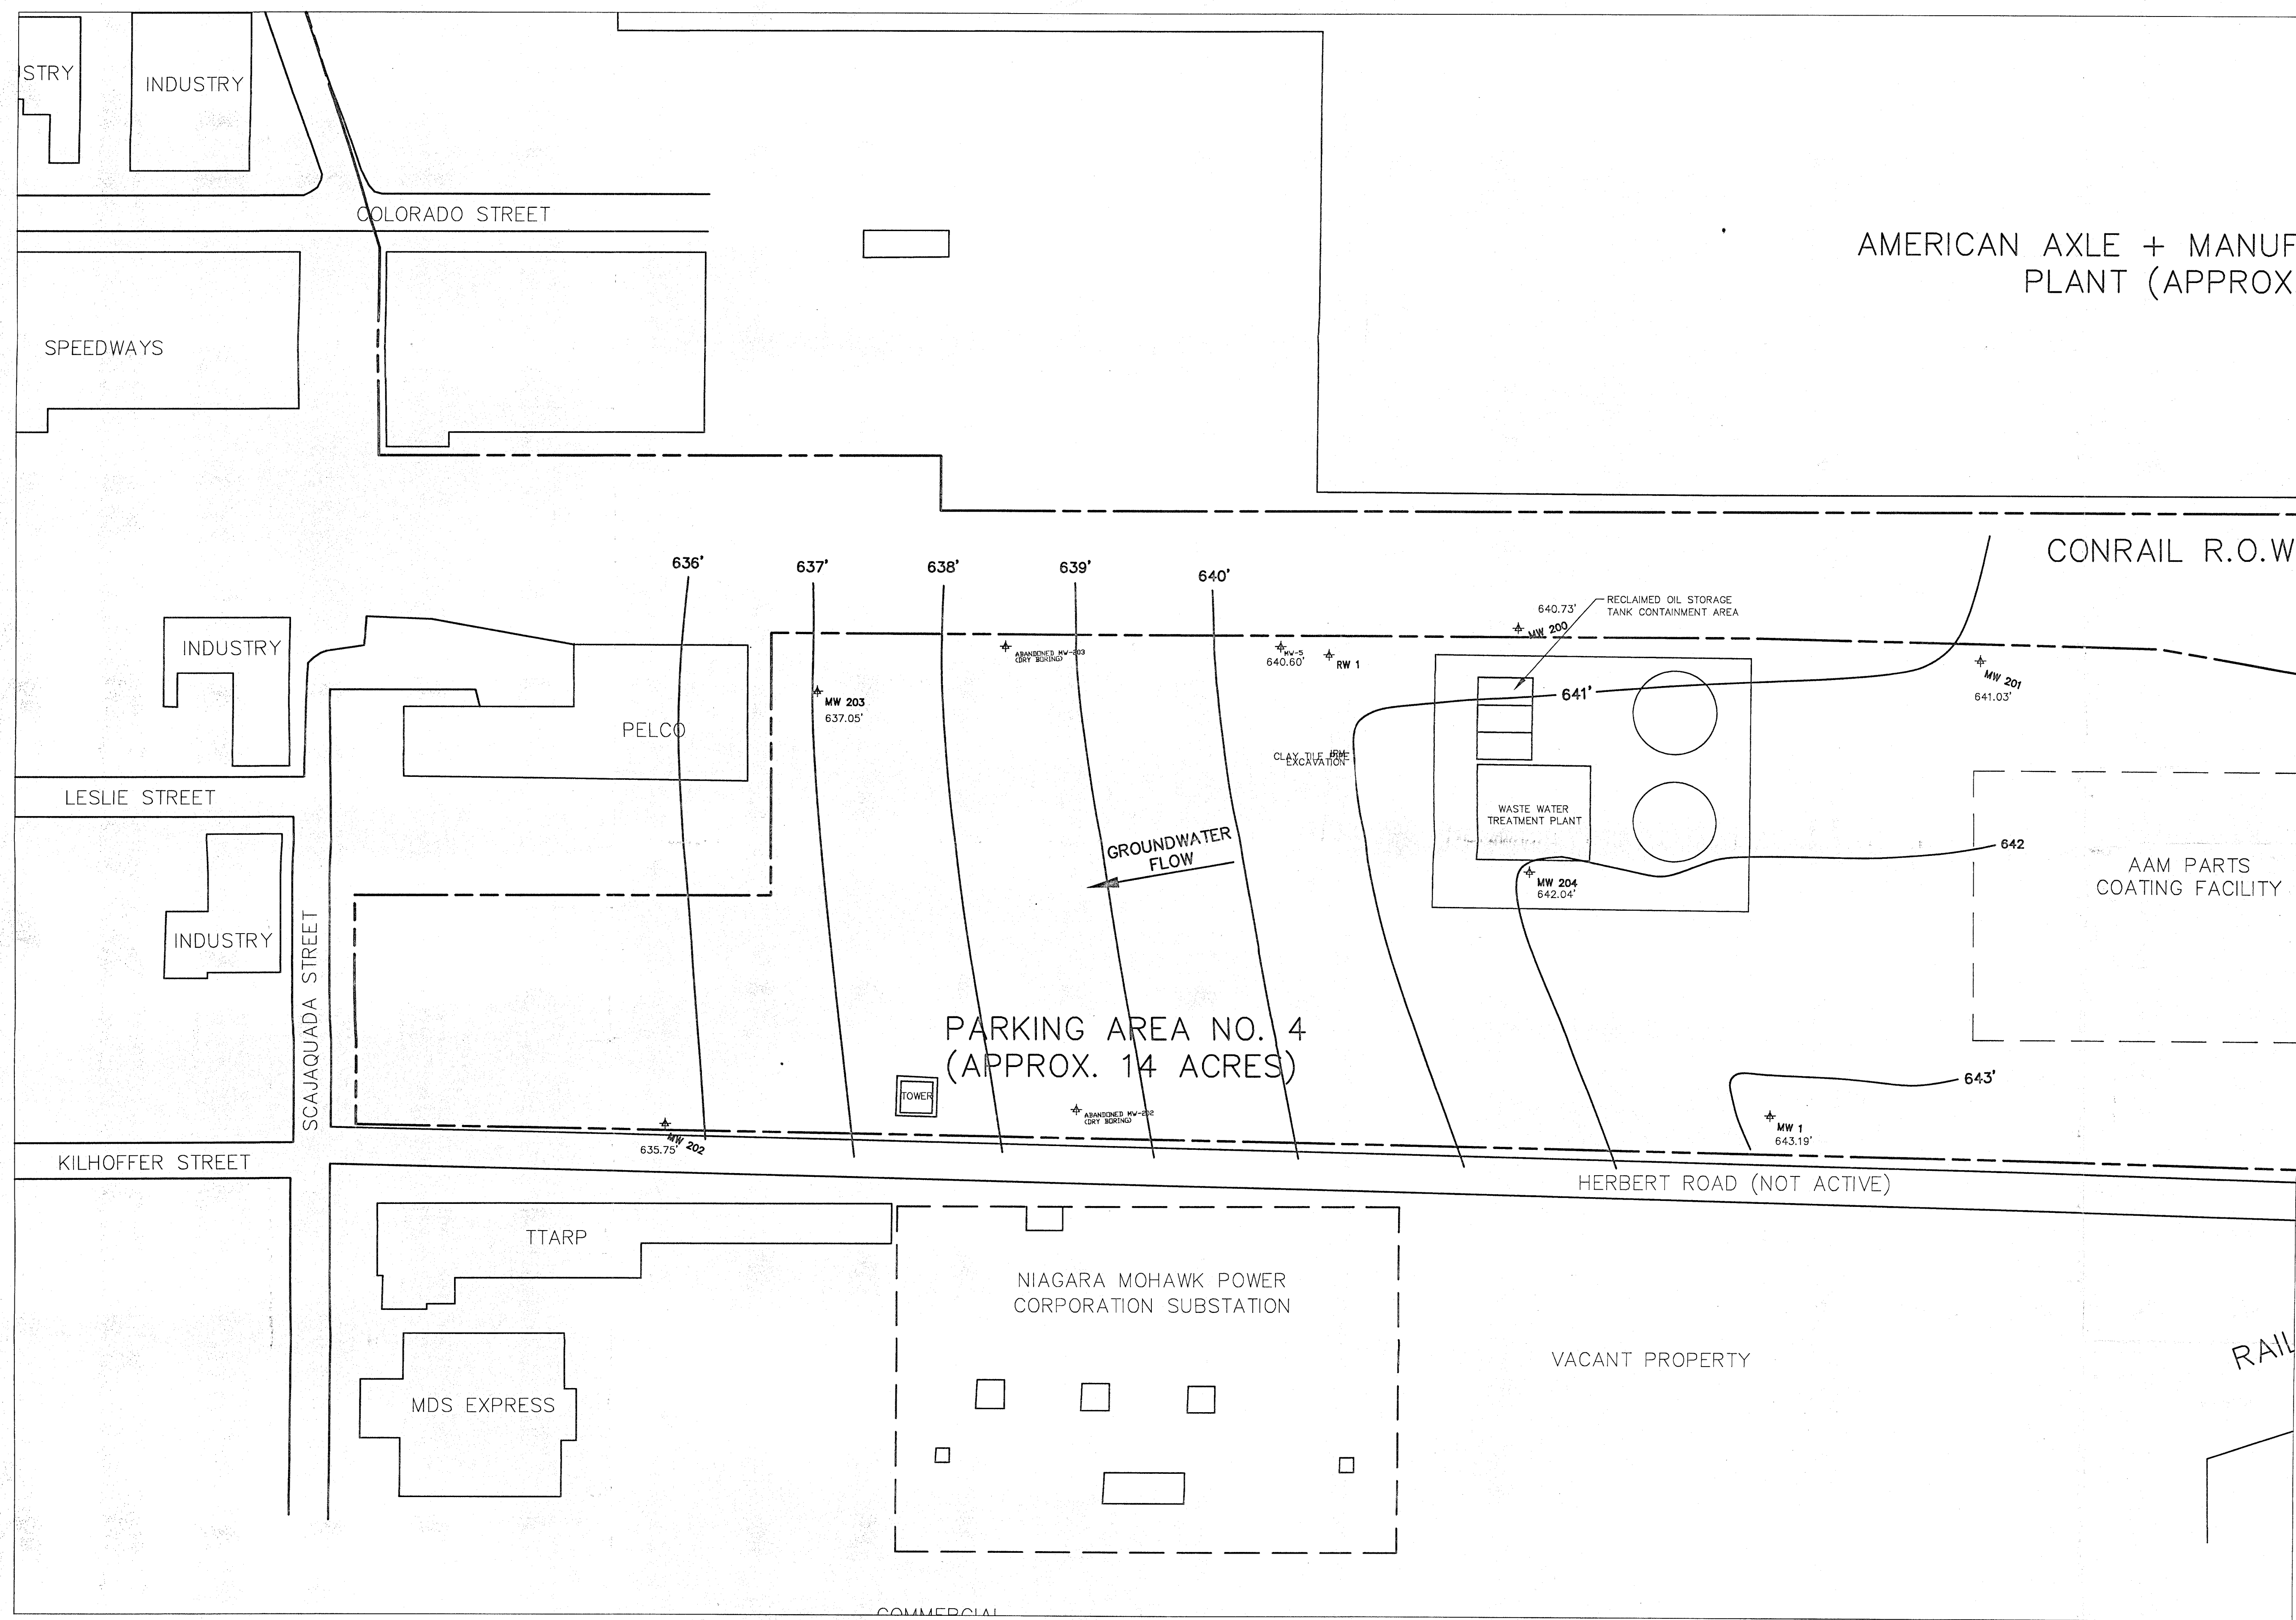 INDUSTRY
COLORADO STREET
AMERICAN AXLE + MANUF
PLANT (APPROX
SPEEDWAYS
CONRAIL R.O.W
636'
637'
638'
639'
640'
RECLAIMED OIL STORAGE
TANK CONTAINMENT AREA
640.73'
MW 200
INDUSTRY
ABANDONED MW-203
(DRY BORING)
MW-5
640.60'
RW 1
MW 201
641.03'
641'
MW 203
637.05'
PELCO
CLAY TILE PIPE
EXCAVATION
LESLIE STREET
WASTE WATER
TREATMENT PLANT
GROUNDWATER
FLOW
642
AAM PARTS
COATING FACILITY
MW 204
642.04'
INDUSTRY
SCAJAQUADA STREET
PARKING AREA NO. 4
(APPROX. 14 ACRES)
TOWER
643'
ABANDONED MW-202
(DRY BORING)
MW 1
643.19'
MW 202
635.75'
KILHOFFER STREET
HERBERT ROAD (NOT ACTIVE)
TTARP
NIAGARA MOHAWK POWER
CORPORATION SUBSTATION
VACANT PROPERTY
RAIL
MDS EXPRESS